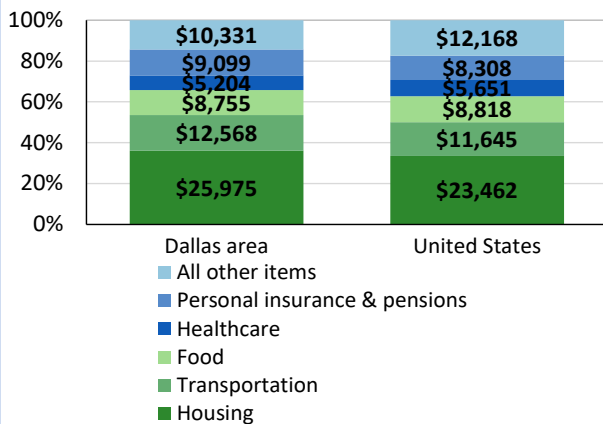 100%
80%
60%
40%
20%
0%
$10,331
$9,099
$5,204
$8,755
$12,568
$25,975
$12,168
$8,308
$5,651
$8,818
$11,645
$23,462
Dallas area
United States
All other items
Personal insurance & pensions
Healthcare
Food
Transportation
Housing